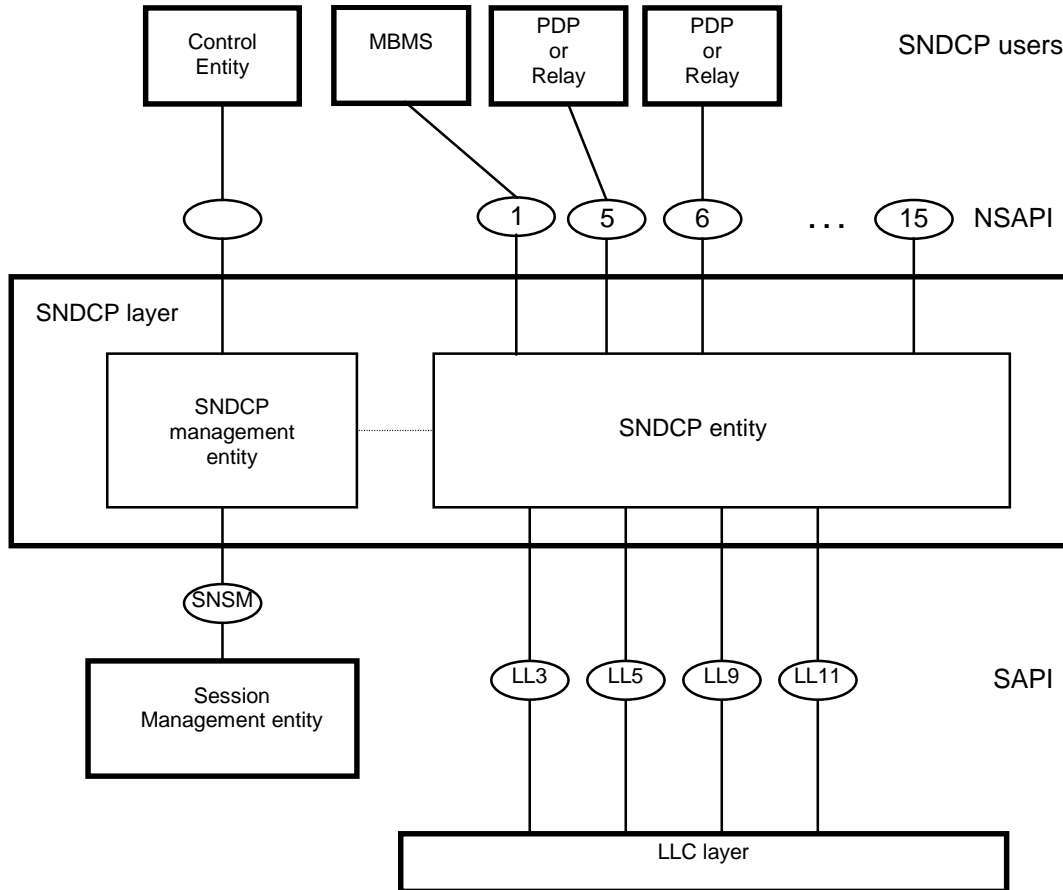 Control
Entity
MBMS
PDP
or
Relay
PDP
or
Relay
SNDCP users
1
5
6
...
15
NSAPI
SNDCP layer
SNDCP
management
entity
SNDCP entity
SNSM
LL3
LL5
LL9
LL11
SAPI
Session
Management entity
LLC layer